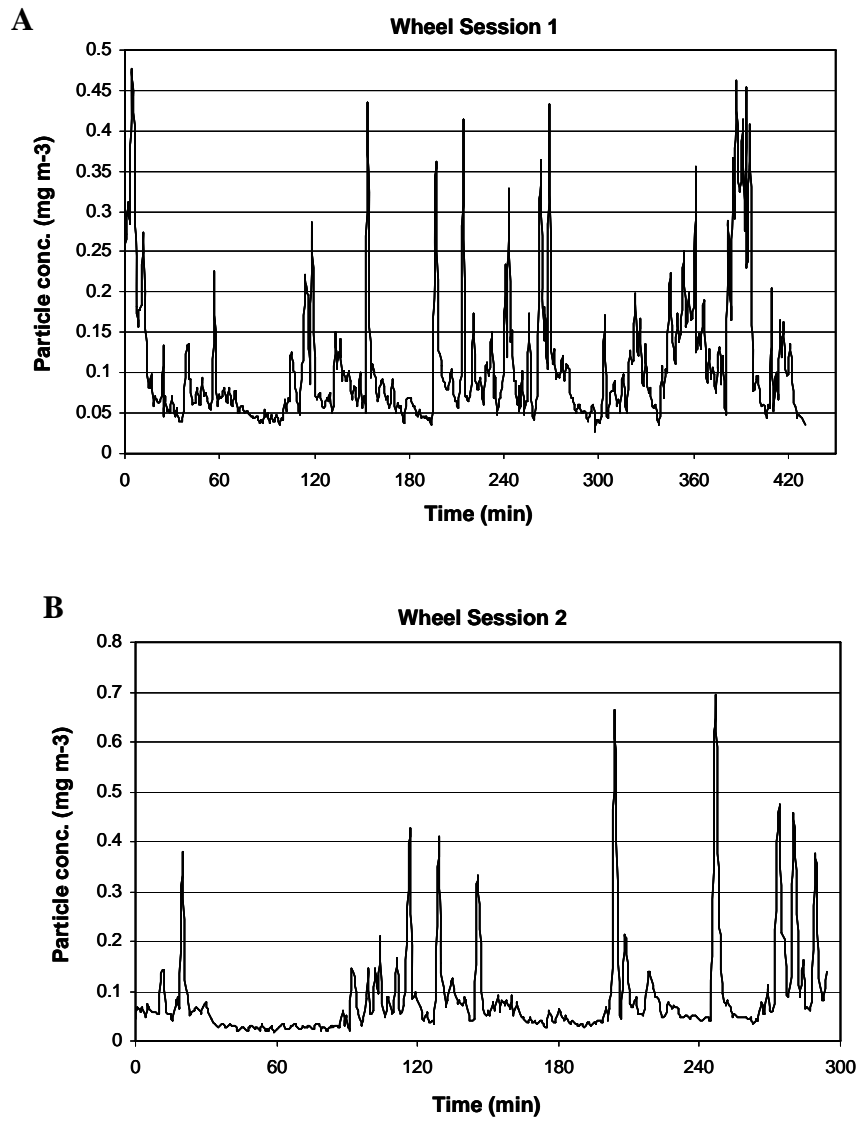 A
Wheel Session 1
Particle conc. (mg m-3)
0.5
0.45
0.4
0.35
0.3
0.25
0.2
0.15
0.1
0.05
0
0 60 120 180 240 300 360 420
Time (min)
B
Wheel Session 2
Particle conc. (mg m-3)
0.8
0.7
0.6
0.5
0.4
0.3
0.2
0.1
0
0 60 120 180 240 300
Time (min)